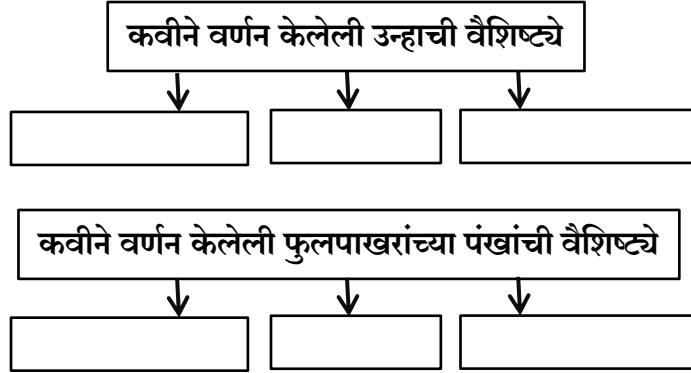 कवीने वर्णन केलेली उन्हाची वैशिष्ट्ये
कवीने वर्णन केलेली फुलपाखरांच्या पंखांची वैशिष्ट्ये